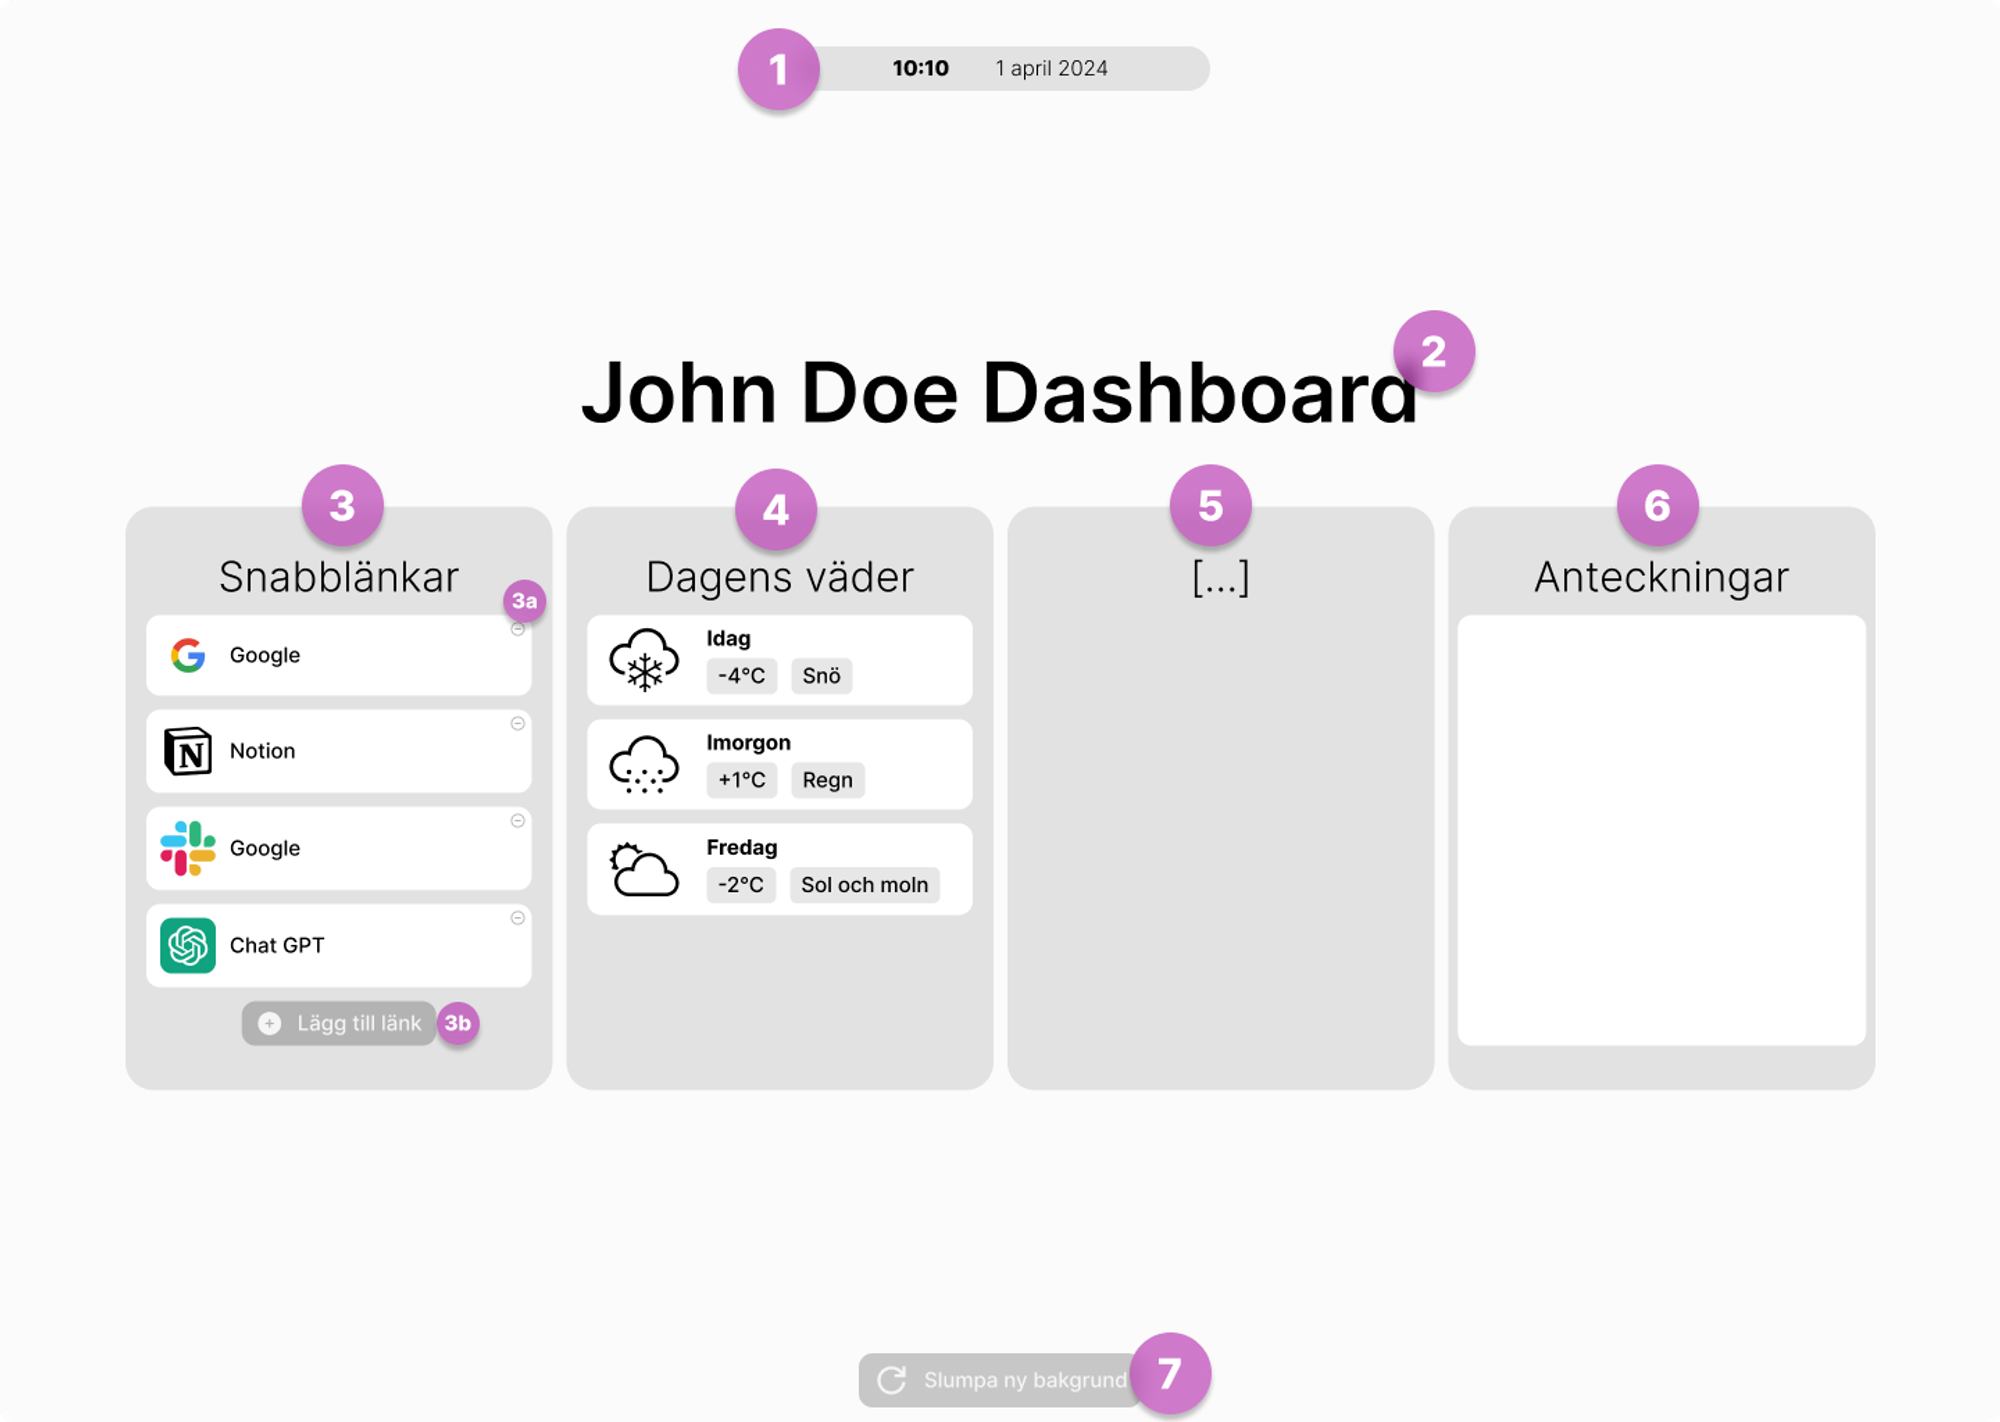 1
10:10 1 april 2024
2
John Doe Dashboard
3
Snabblänkar
3a
Google
N Notion
Google
Chat GPT
Lägg till länk 3b
4
Dagens väder
Idag
-4°C Snö
Imorgon
+1°C Regn
Fredag
-2°C Sol och moln
5
[...]
6
Anteckningar
Slumpa ny bakgrund 7